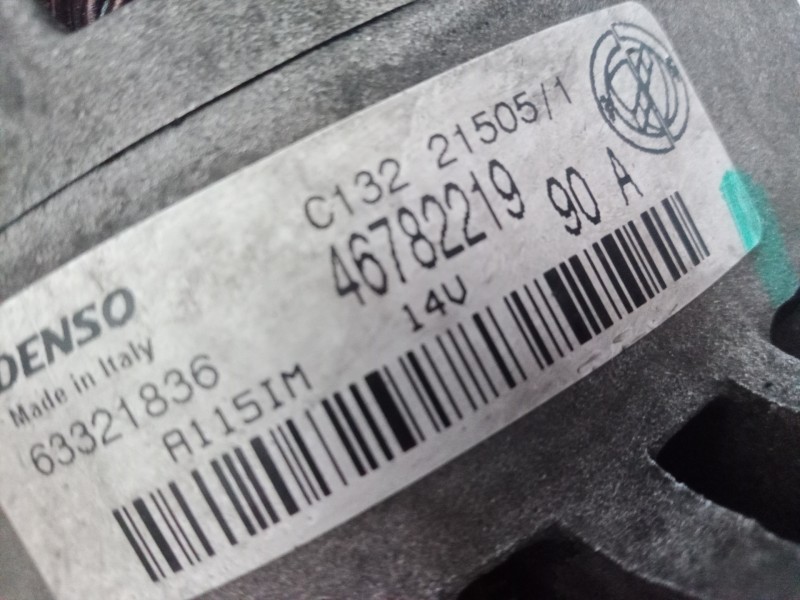 C132 21505/1
46782219 90 A
14V
DENSO
Made in Italy
63321836
A115IM